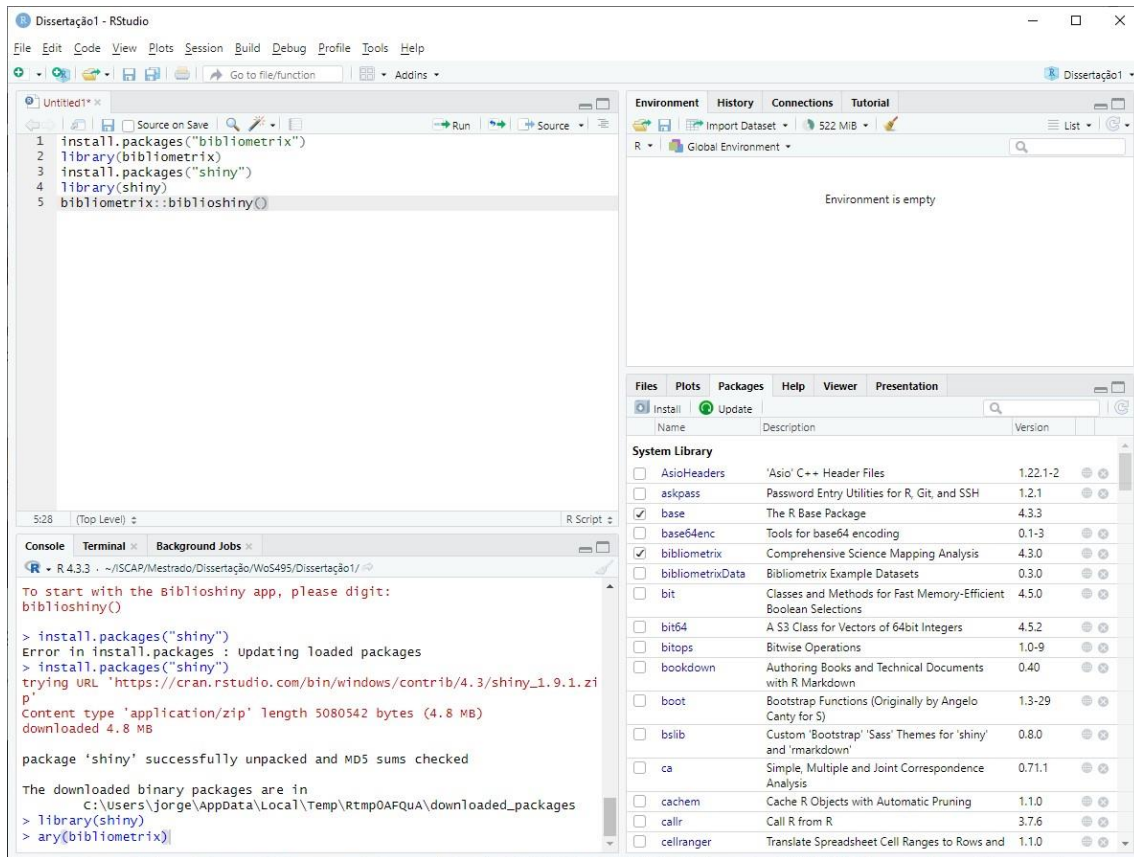 Dissertação1 - RStudio
File Edit Code View Plots Session Build Debug Profile Tools Help
Go to file/function Addins Dissertação1
Untitled1*
Source on Save Run Source
1 install.packages("bibliometrix")
2 library(bibliometrix)
3 install.packages("shiny")
4 library(shiny)
5 bibliometrix::biblioshiny()
5:28 (Top Level) R Script
Console Terminal Background Jobs
R 4.3.3 · ~/ISCAP/Mestrado/Dissertação/WoS495/Dissertação1/
To start with the Biblioshiny app, please digit:
biblioshiny()
> install.packages("shiny")
Error in install.packages : Updating loaded packages
> install.packages("shiny")
trying URL 'https://cran.rstudio.com/bin/windows/contrib/4.3/shiny_1.9.1.zi
p'
Content type 'application/zip' length 5080542 bytes (4.8 MB)
downloaded 4.8 MB
package ‘shiny’ successfully unpacked and MD5 sums checked
The downloaded binary packages are in
C:\Users\jorge\AppData\Local\Temp\RtmpOAFQuA\downloaded_packages
> library(shiny)
> ary(bibliometrix)
Environment History Connections Tutorial
Import Dataset 522 MiB List
R Global Environment
Environment is empty
Files Plots Packages Help Viewer Presentation
Install Update
Name Description Version
System Library
AsioHeaders 'Asio' C++ Header Files 1.22.1-2
askpass Password Entry Utilities for R, Git, and SSH 1.2.1
base The R Base Package 4.3.3
base64enc Tools for base64 encoding 0.1-3
bibliometrix Comprehensive Science Mapping Analysis 4.3.0
bibliometrixData Bibliometrix Example Datasets 0.3.0
bit Classes and Methods for Fast Memory-Efficient 4.5.0
Boolean Selections
bit64 A S3 Class for Vectors of 64bit Integers 4.5.2
bitops Bitwise Operations 1.0-9
bookdown Authoring Books and Technical Documents 0.40
with R Markdown
boot Bootstrap Functions (Originally by Angelo 1.3-29
Canty for S)
bslib Custom 'Bootstrap' 'Sass' Themes for 'shiny' 0.8.0
and 'rmarkdown'
ca Simple, Multiple and Joint Correspondence 0.71.1
Analysis
cachem Cache R Objects with Automatic Pruning 1.1.0
callr Call R from R 3.7.6
cellranger Translate Spreadsheet Cell Ranges to Rows and 1.1.0